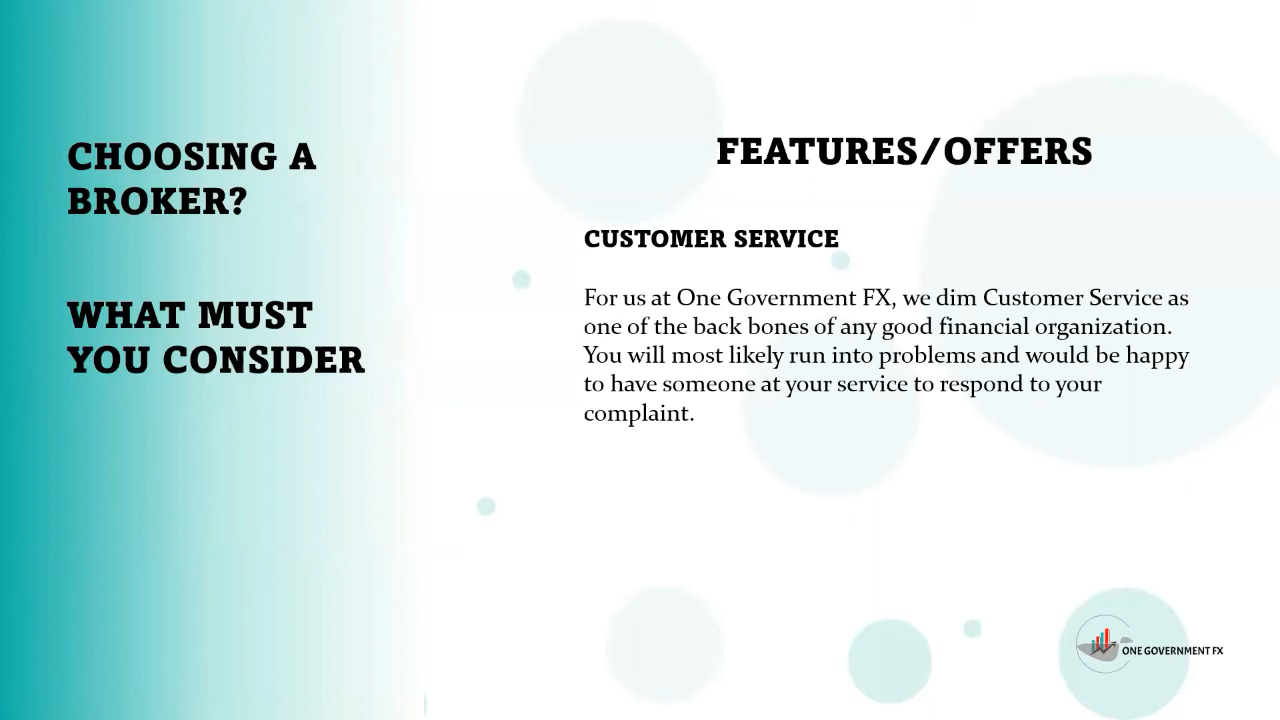 CHOOSING A
BROKER?
WHAT MUST
YOU CONSIDER
FEATURES/OFFERS
CUSTOMER SERVICE
For us at One Government FX, we dim Customer Service as
one of the back bones of any good financial organization.
You will most likely run into problems and would be happy
to have someone at your service to respond to your
complaint.
ONE GOVERNMENT FX